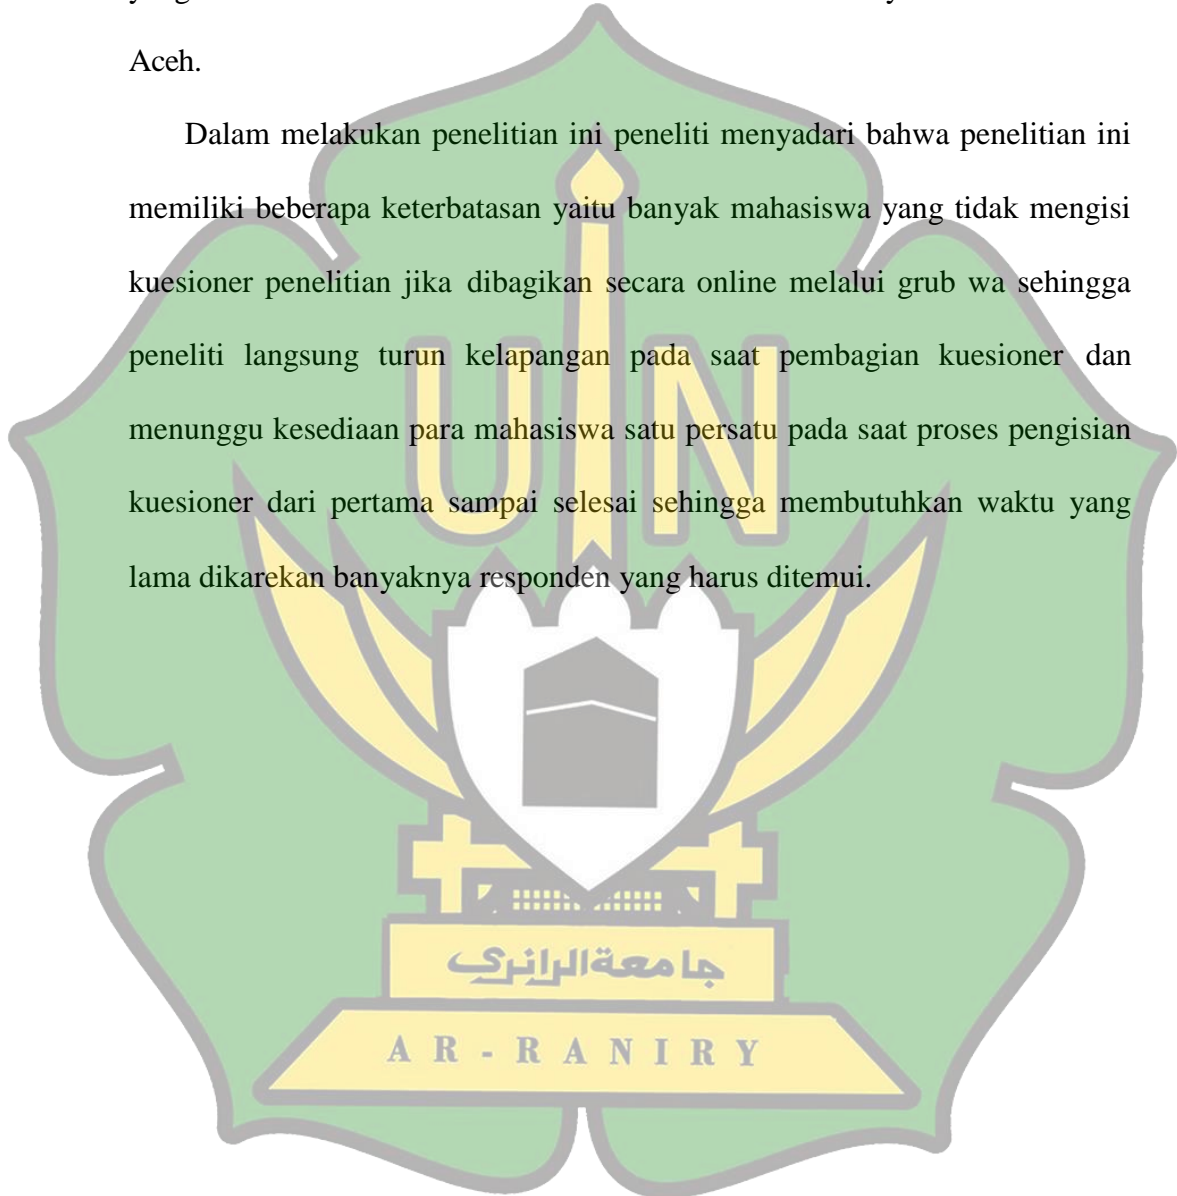 yang
Aceh.
Dalam melakukan penelitian ini peneliti menyadari bahwa penelitian ini
memiliki beberapa keterbatasan yaitu banyak mahasiswa yang tidak mengisi
kuesioner penelitian jika dibagikan secara online melalui grub wa sehingga
peneliti langsung turun kelapangan pada saat pembagian kuesioner dan
menunggu kesediaan para mahasiswa satu persatu pada saat proses pengisian
kuesioner dari pertama sampai selesai sehingga membutuhkan waktu yang
lama dikarekan banyaknya responden yang harus ditemui.
UIN
جامعةالرانري
AR-RANIRY